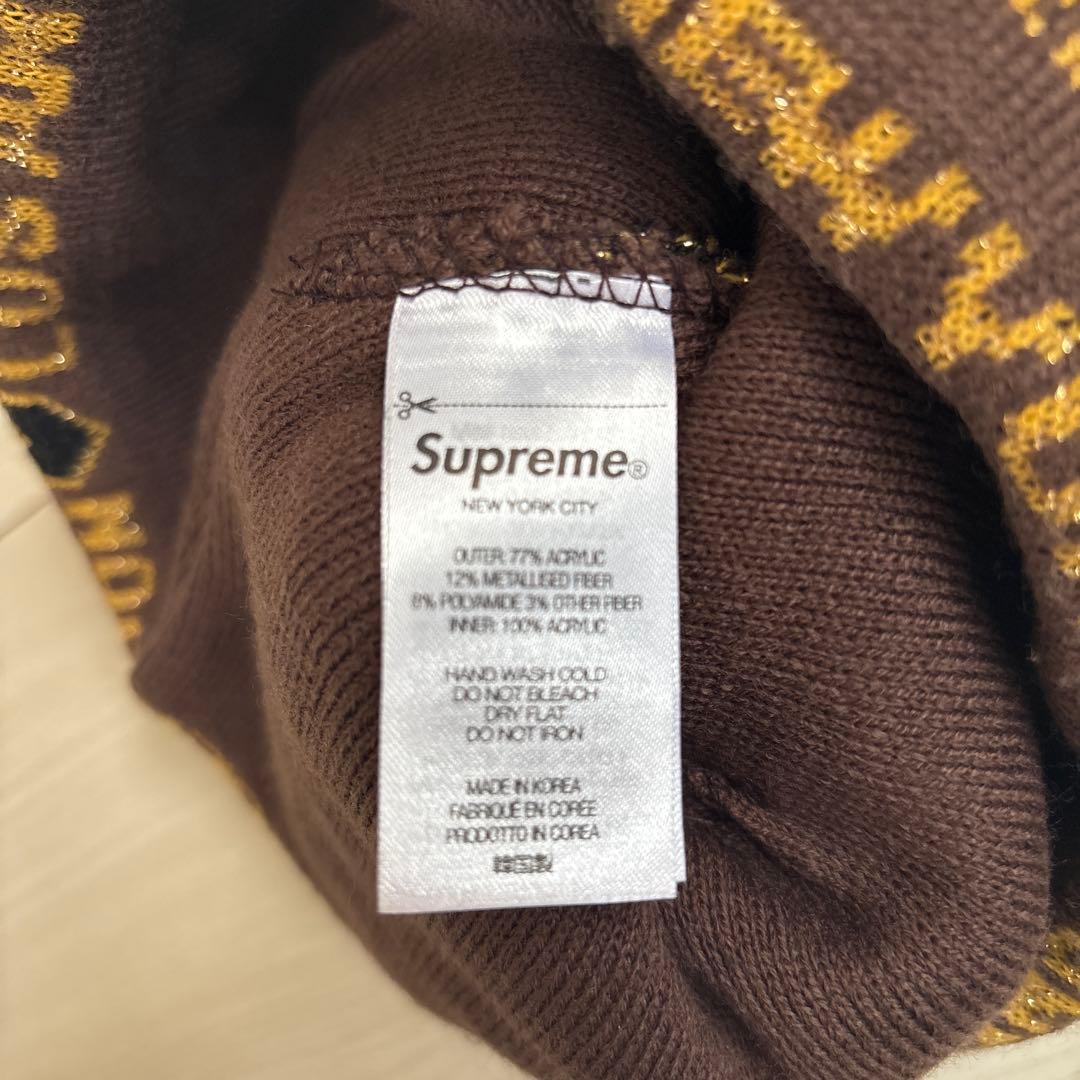 Supreme®
NEW YORK CITY
OUTER: 77% ACRYLIC
12% METALLISED FIBER
8% POLYAMIDE 3% OTHER FIBER
INNER: 100% ACRYLIC
HAND WASH COLD
DO NOT BLEACH
DRY FLAT
DO NOT IRON
MADE IN KOREA
FABRIQUÉ EN CORÉE
PRODOTTO IN COREA
韓国製